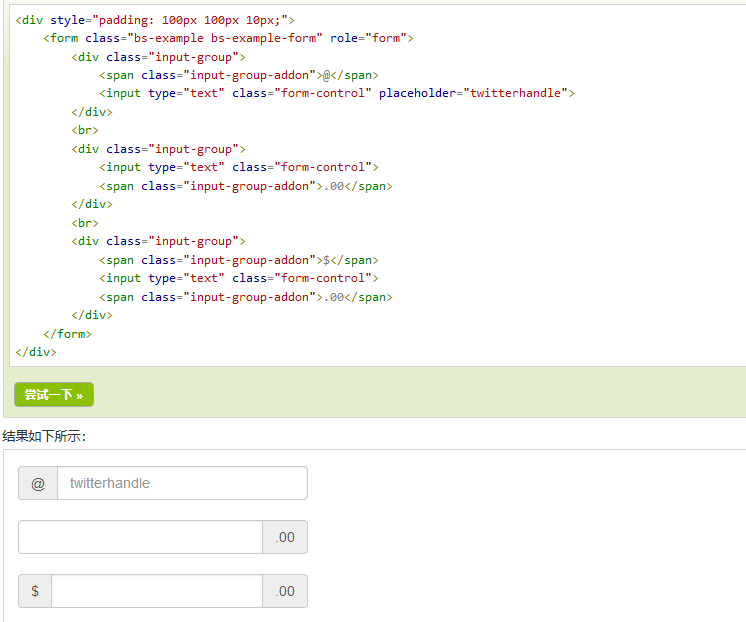 <div style="padding: 100px 100px 10px;">
    <form class="bs-example bs-example-form" role="form">
        <div class="input-group">
            <span class="input-group-addon">@</span>
            <input type="text" class="form-control" placeholder="twitterhandle">
        </div>
        <br>
        <div class="input-group">
            <input type="text" class="form-control">
            <span class="input-group-addon">.00</span>
        </div>
        <br>
        <div class="input-group">
            <span class="input-group-addon">$</span>
            <input type="text" class="form-control">
            <span class="input-group-addon">.00</span>
        </div>
    </form>
</div>
尝试一下 »
结果如下所示:
@ twitterhandle
.00
$ .00